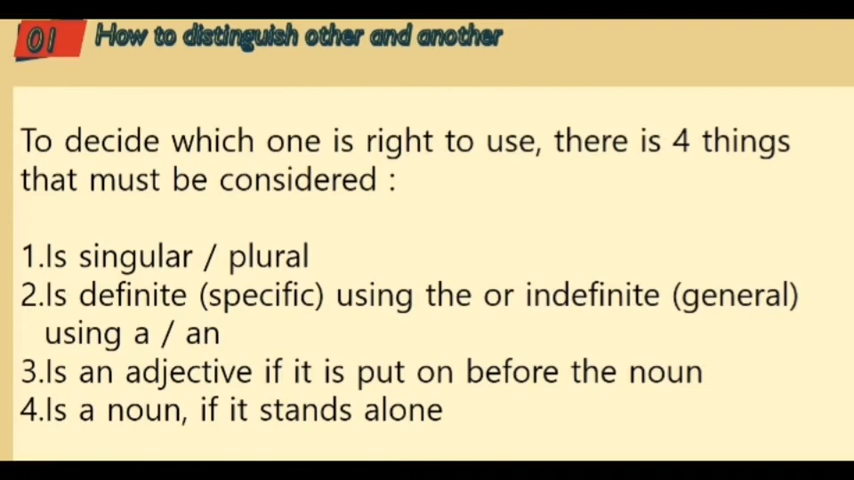 01 How to distinguish other and another
To decide which one is right to use, there is 4 things
that must be considered :
1.Is singular / plural
2.Is definite (specific) using the or indefinite (general)
using a / an
3.Is an adjective if it is put on before the noun
4.Is a noun, if it stands alone